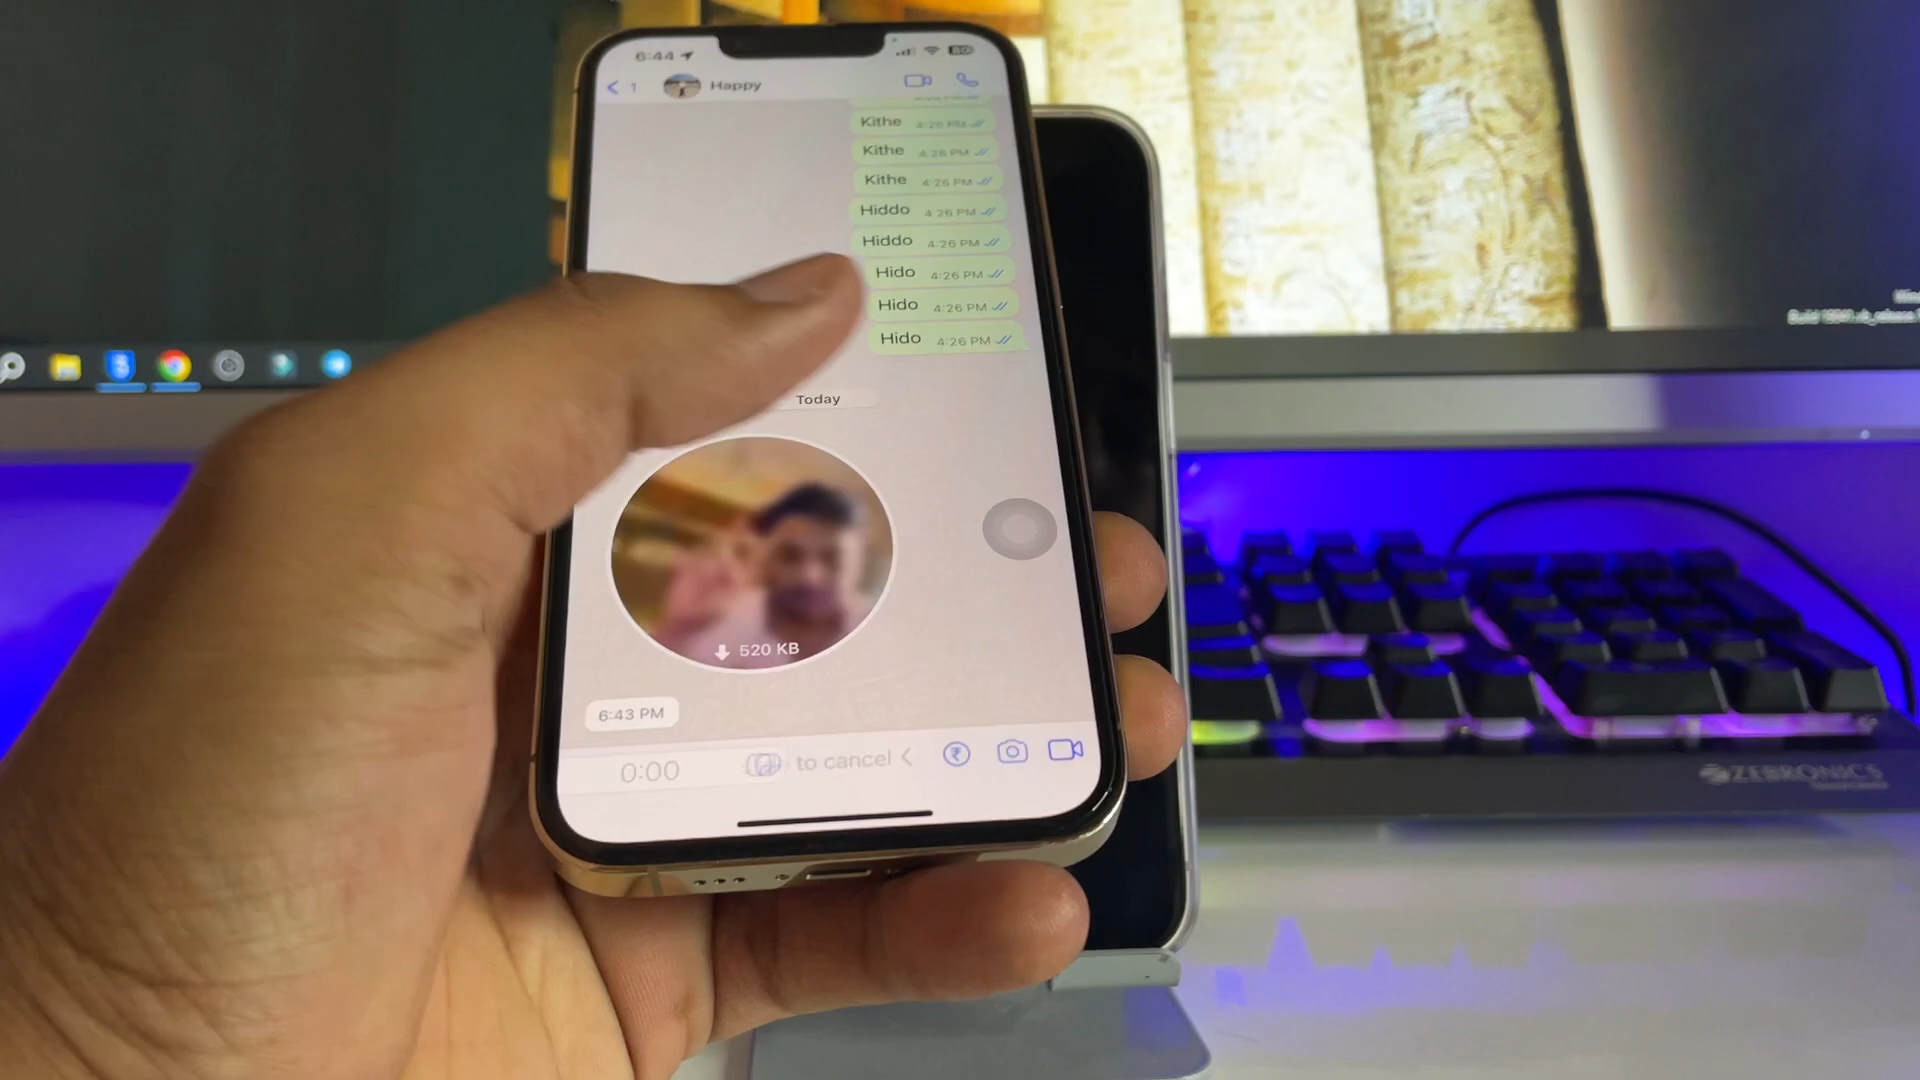 6:44
80
1 Happy
Kithe 4:26 PM
Kithe 4:26 PM
Kithe 4:26 PM
Hiddo 4:26 PM
Hiddo 4:26 PM
Hido 4:26 PM
Hido 4:26 PM
Hido 4:26 PM
Today
520 KB
6:43 PM
0:00 to cancel <
₹
ZEBRONICS